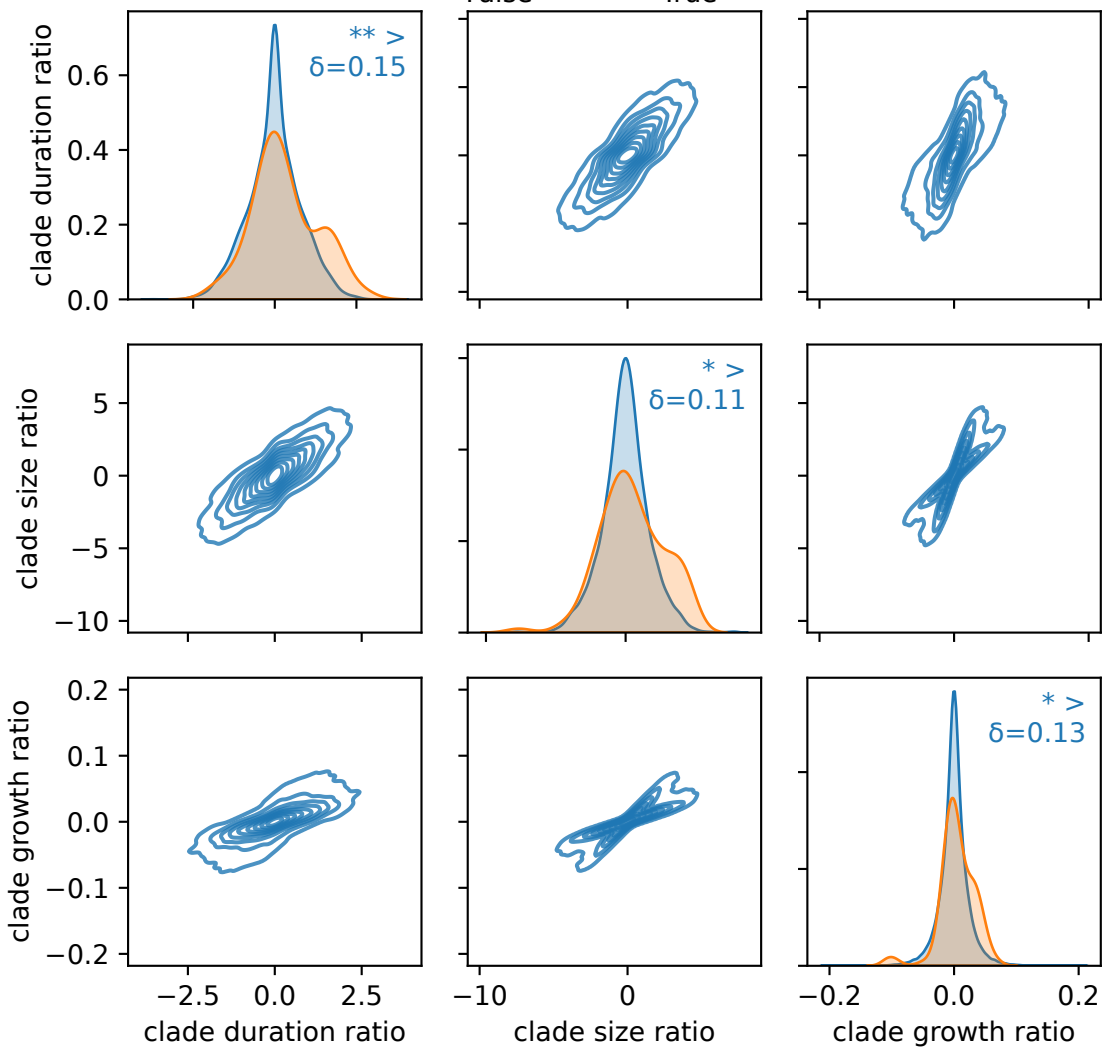 False True
clade duration ratio
0.6
0.4
0.2
0.0
** >
δ=0.15
clade size ratio
5
0
−5
−10
* >
δ=0.11
clade growth ratio
0.2
0.1
0.0
−0.1
−0.2
* >
δ=0.13
−2.5 0.0 2.5
−10 0
−0.2 0.0 0.2
clade duration ratio
clade size ratio
clade growth ratio